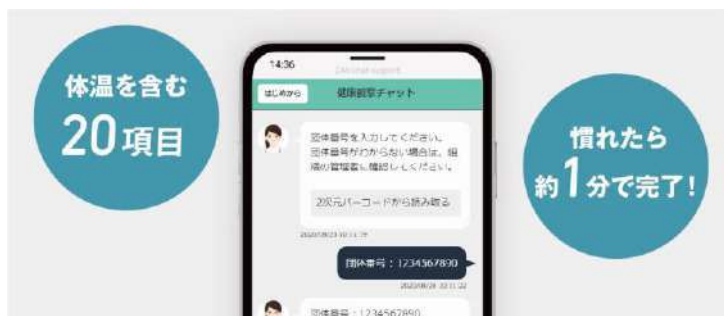 体温を含む
20項目
14:36
はじめから
健康観察チャット
団体番号を入力してください。
団体番号がわからない場合は、組
織の管理者に確認してください。
2次元バーコードから読み取る
団体番号：1234567890
団体番号：1234567890
慣れたら
約1分で完了!